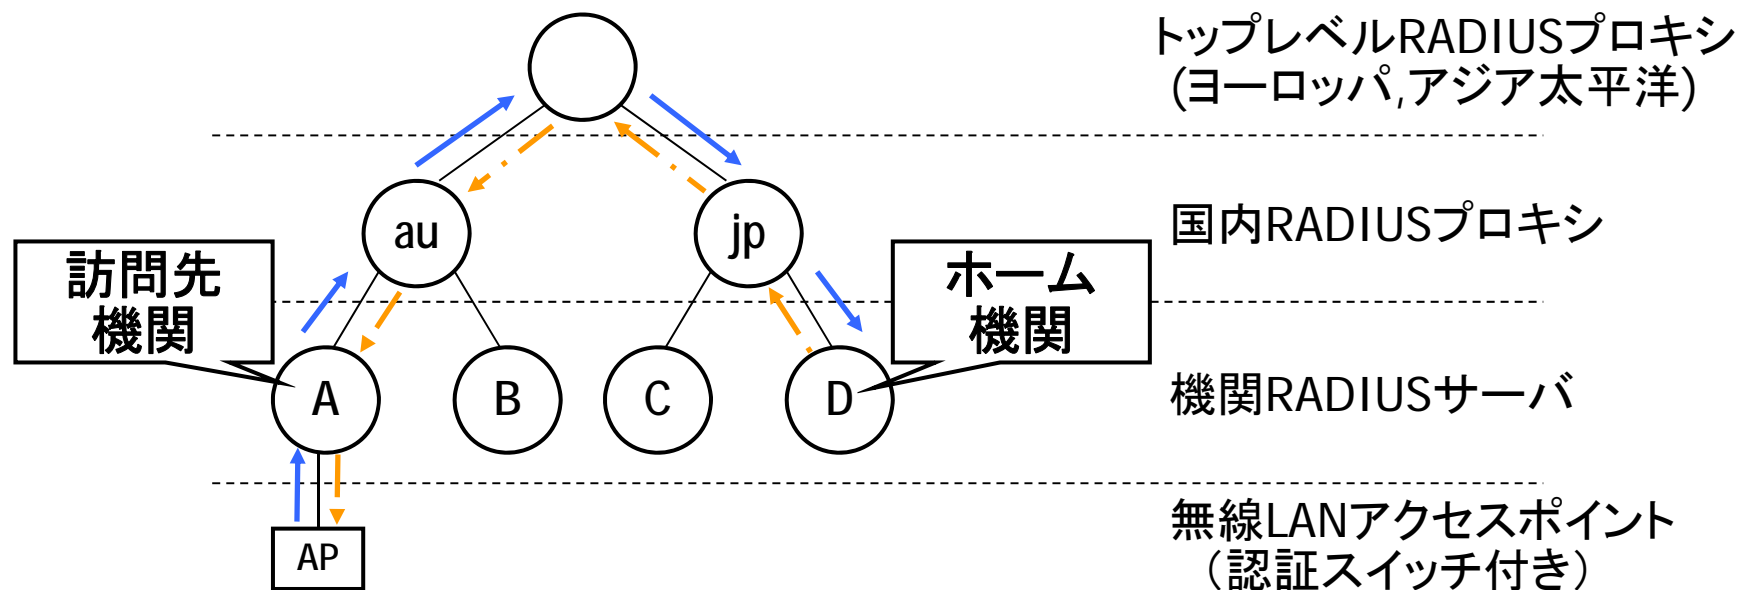 トップレベルRADIUSプロキシ
(ヨーロッパ,アジア太平洋)
au
jp
国内RADIUSプロキシ
訪問先
機関
ホーム
機関
A
B
C
D
機関RADIUSサーバ
AP
無線LANアクセスポイント
（認証スイッチ付き）